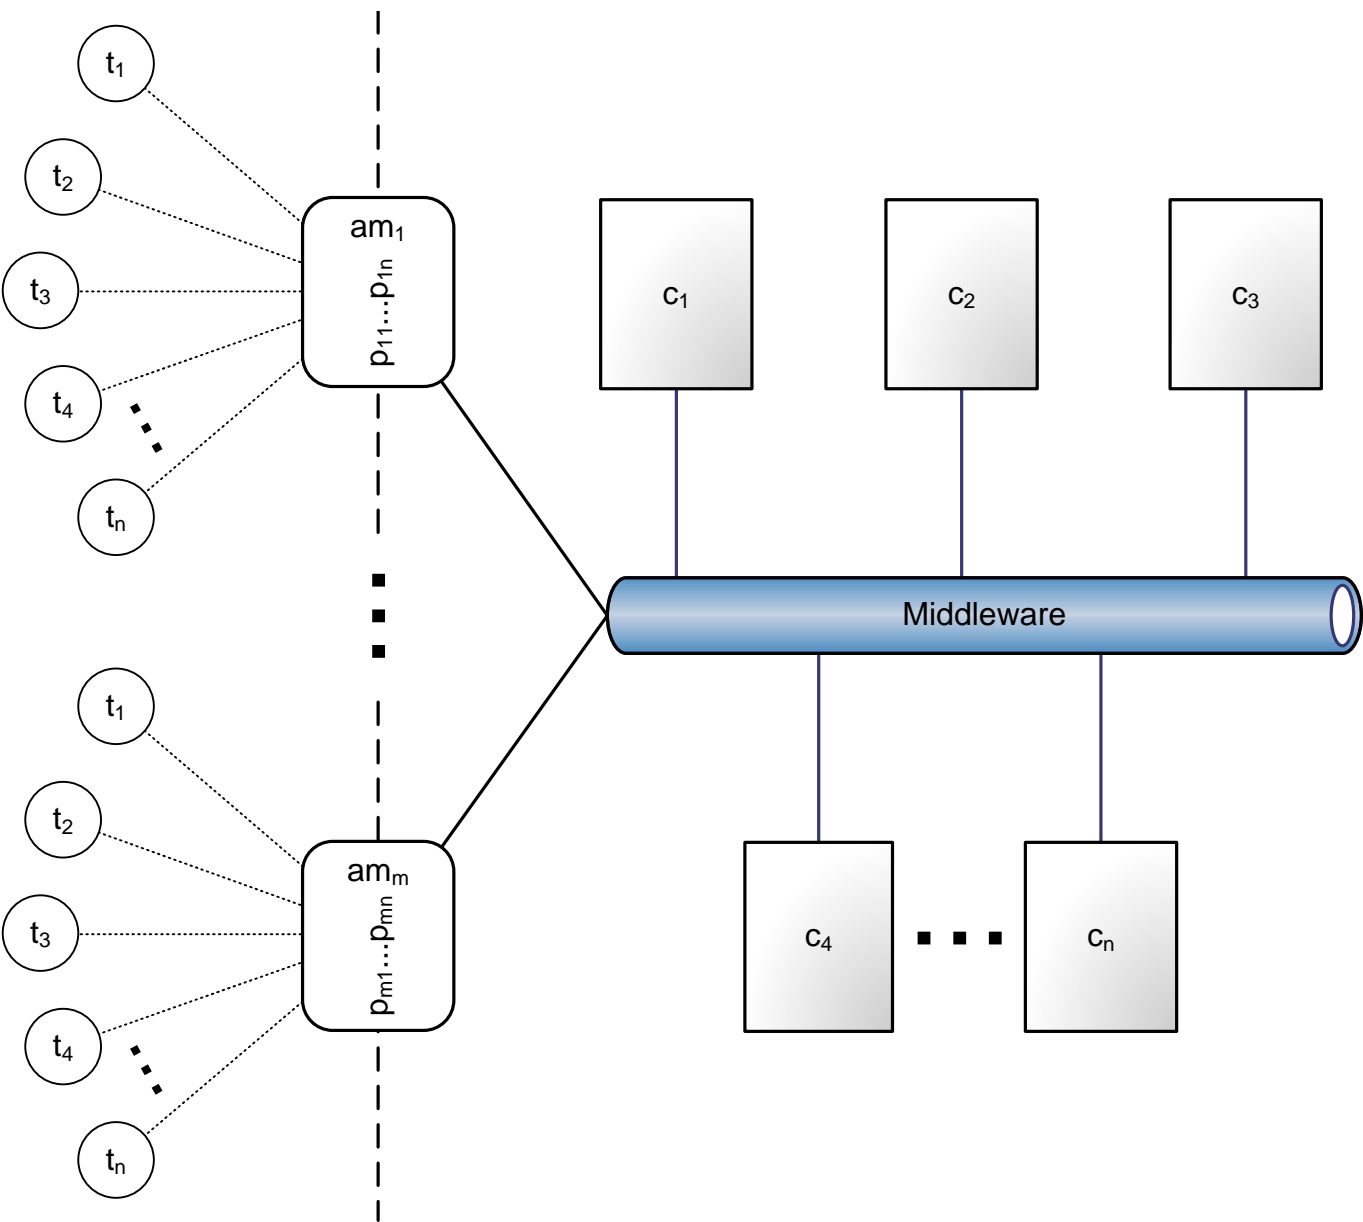 t₁
t₂
t₃
t₄
tₙ
am₁
p₁₁...p₁ₙ
c₁
c₂
c₃
Middleware
t₁
t₂
t₃
t₄
tₙ
amₘ
pₘ₁...pₘₙ
c₄
cₙ